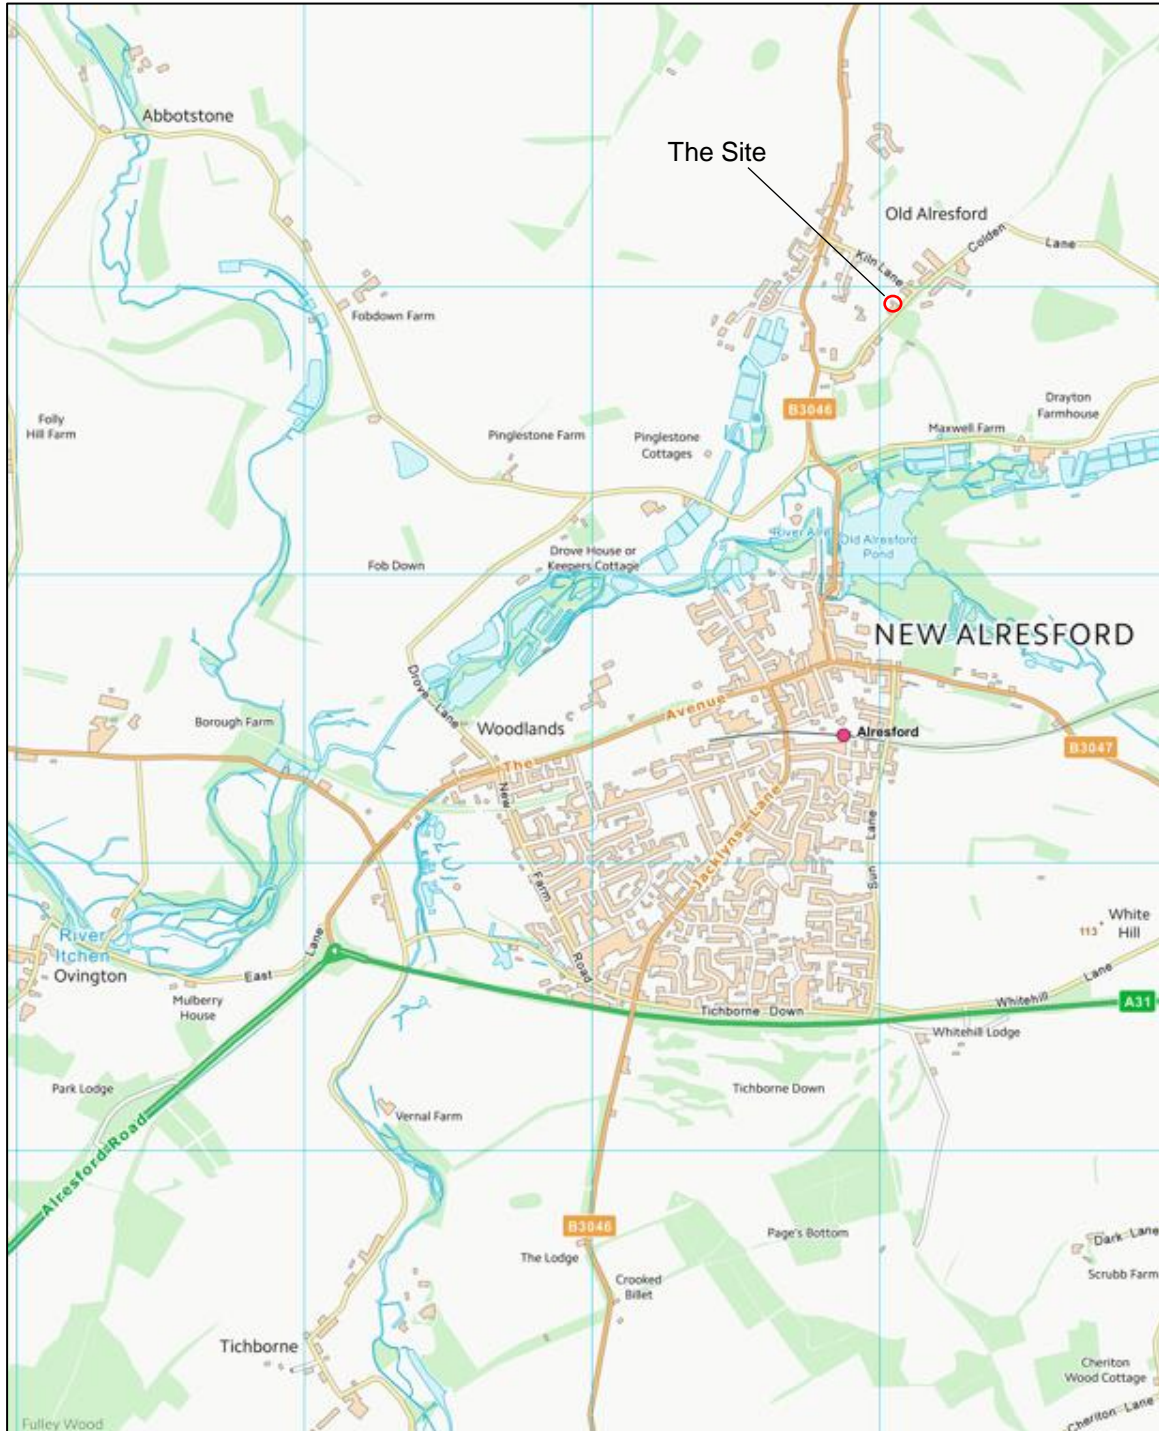 Abbotstone
The Site
Old Alresford
Kiln Lane
Colden
Lane
Fobdown Farm
B3046
Drayton
Farmhouse
Folly
Hill Farm
Pinglestone Farm
Pinglestone
Cottages
Maxwell Farm
River Alre
Old Alresford
Pond
Drove House or
Keepers Cottage
Fob Down
NEW ALRESFORD
Drove Lane
Borough Farm
Woodlands
The Avenue
Alresford
B3047
New Farm Road
Jacklyns Lane
Sun Lane
White
Hill
113
River
Itchen
Ovington
East Lane
Mulberry
House
Whitehill Lane
A31
Tichborne Down
Whitehill Lodge
Park Lodge
Tichborne Down
Vernal Farm
Alresford Road
B3046
Page's Bottom
Dark Lane
The Lodge
Scrubb Farm
Crooked
Billet
Tichborne
Cheriton
Wood Cottage
Cheriton Lane
Fulley Wood